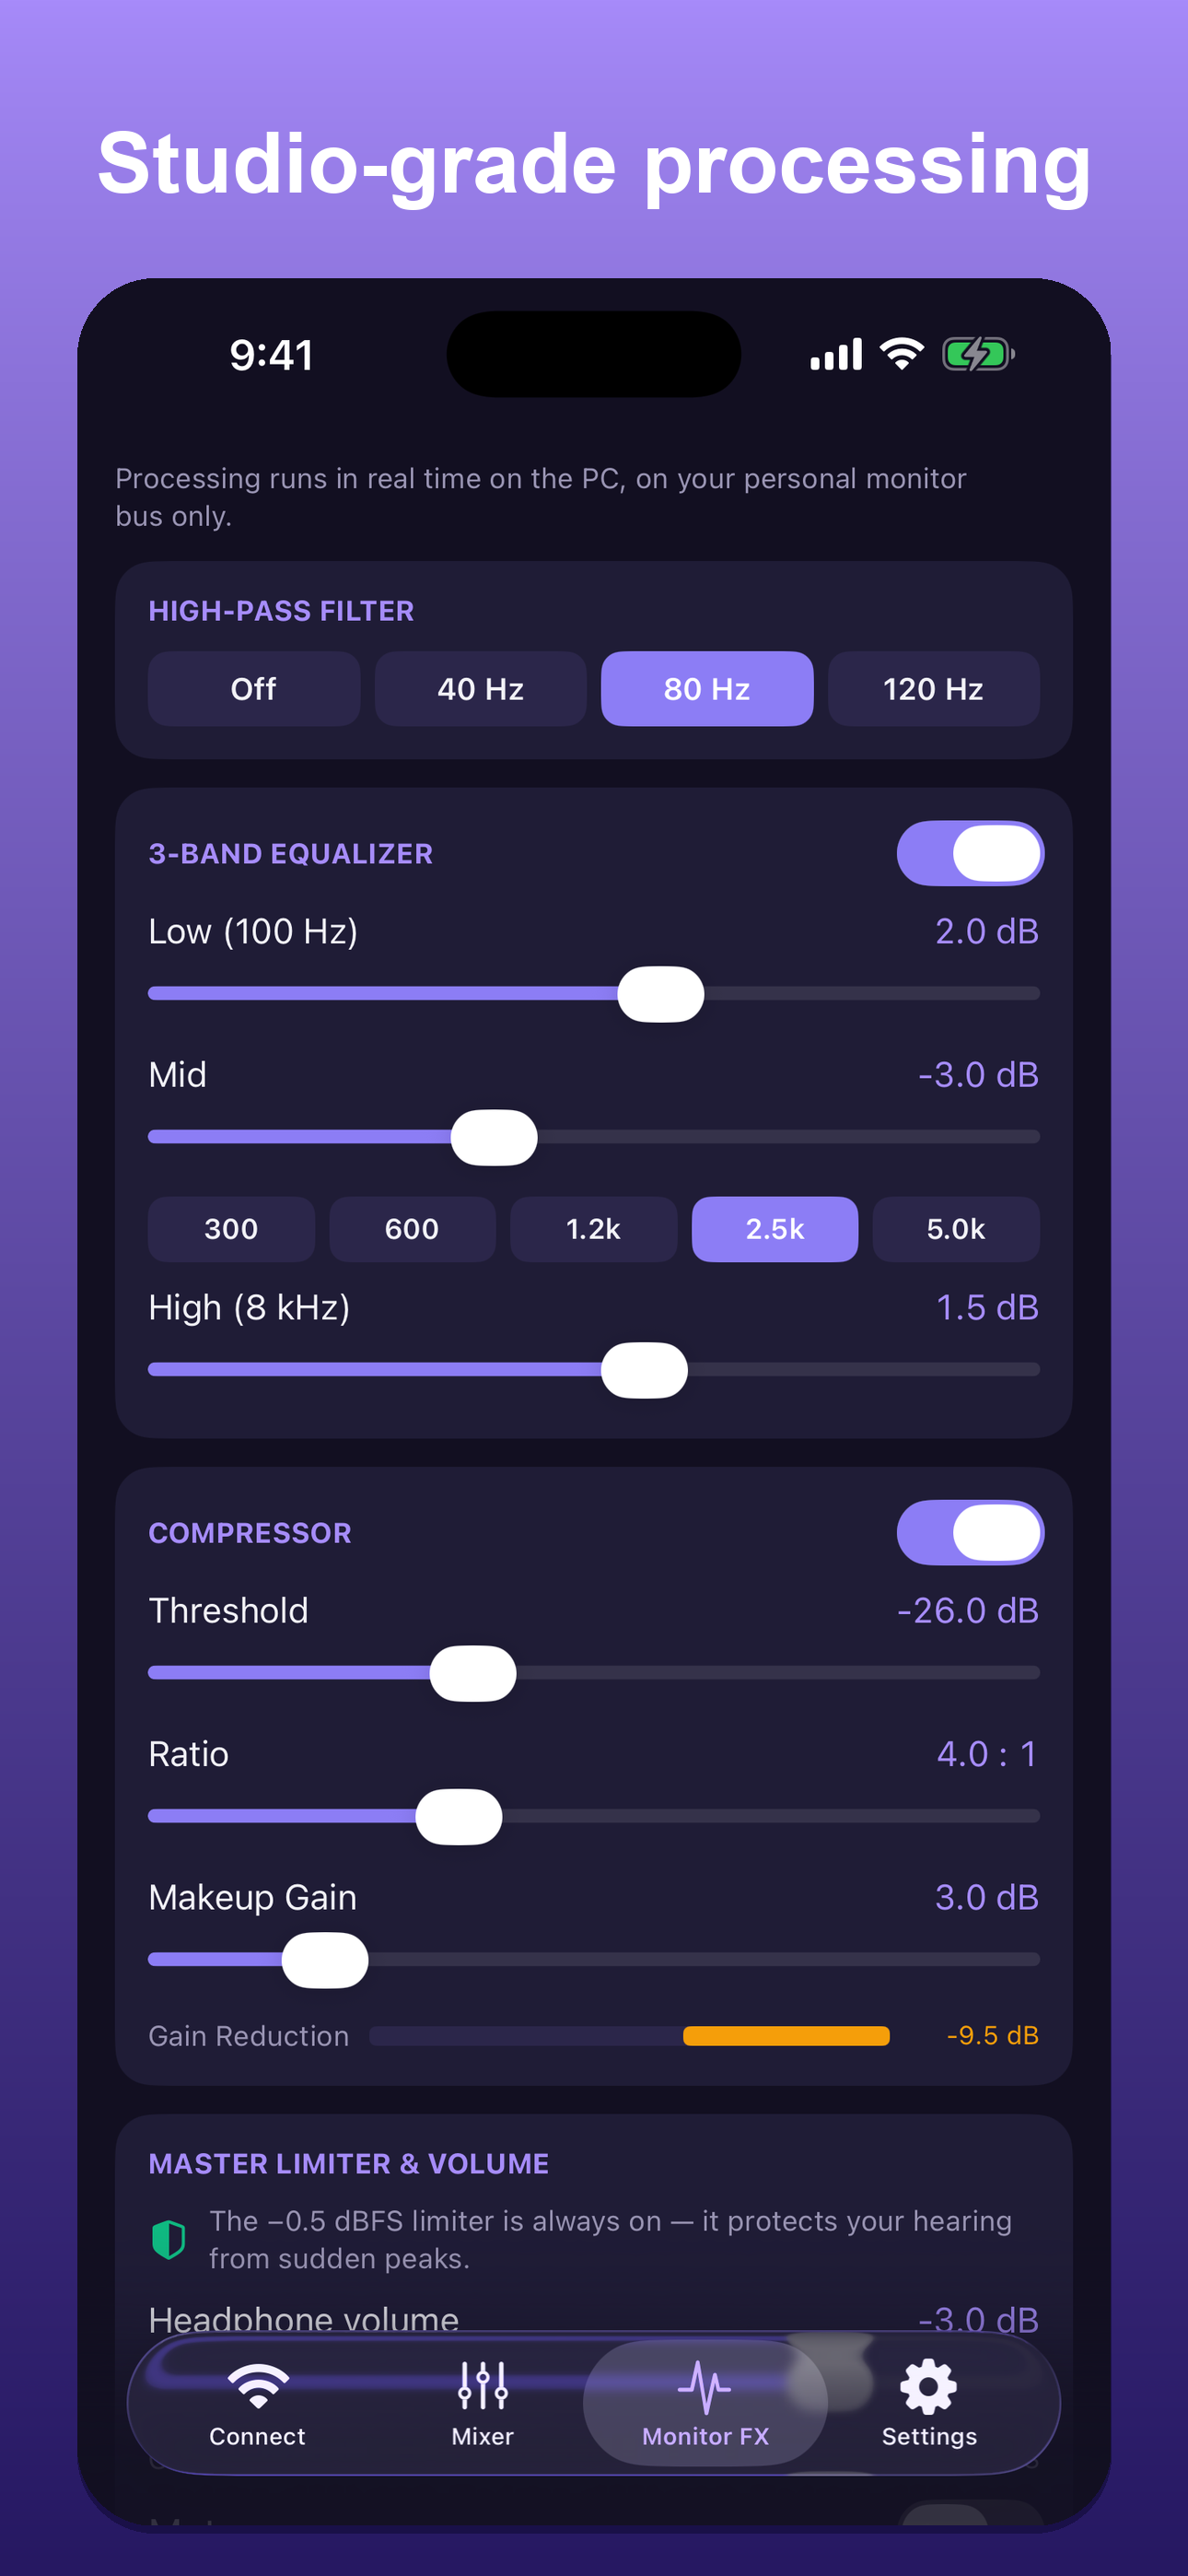 Studio-grade processing
9:41
Processing runs in real time on the PC, on your personal monitor
bus only.
HIGH-PASS FILTER
Off 40 Hz 80 Hz 120 Hz
3-BAND EQUALIZER
Low (100 Hz) 2.0 dB
Mid -3.0 dB
300 600 1.2k 2.5k 5.0k
High (8 kHz) 1.5 dB
COMPRESSOR
Threshold -26.0 dB
Ratio 4.0 : 1
Makeup Gain 3.0 dB
Gain Reduction -9.5 dB
MASTER LIMITER & VOLUME
The −0.5 dBFS limiter is always on — it protects your hearing
from sudden peaks.
Headphone volume -3.0 dB
Connect Mixer Monitor FX Settings